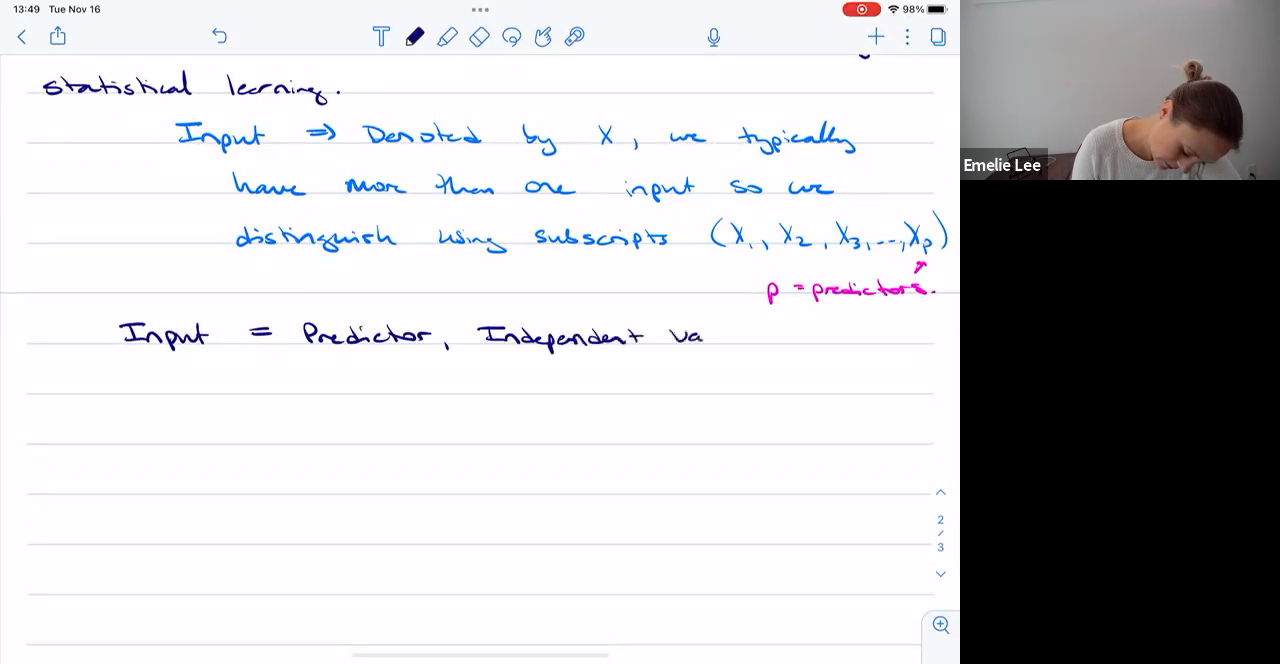 13:49 Tue Nov 16
98%
statistical learning.
Input ⇒ Denoted by X, we typically
have more than one input so we
distinguish using subscripts (X1, X2, X3,...,Xp)
p = predictors.
Input = Predictor, Independent va
2
/
3
Emelie Lee